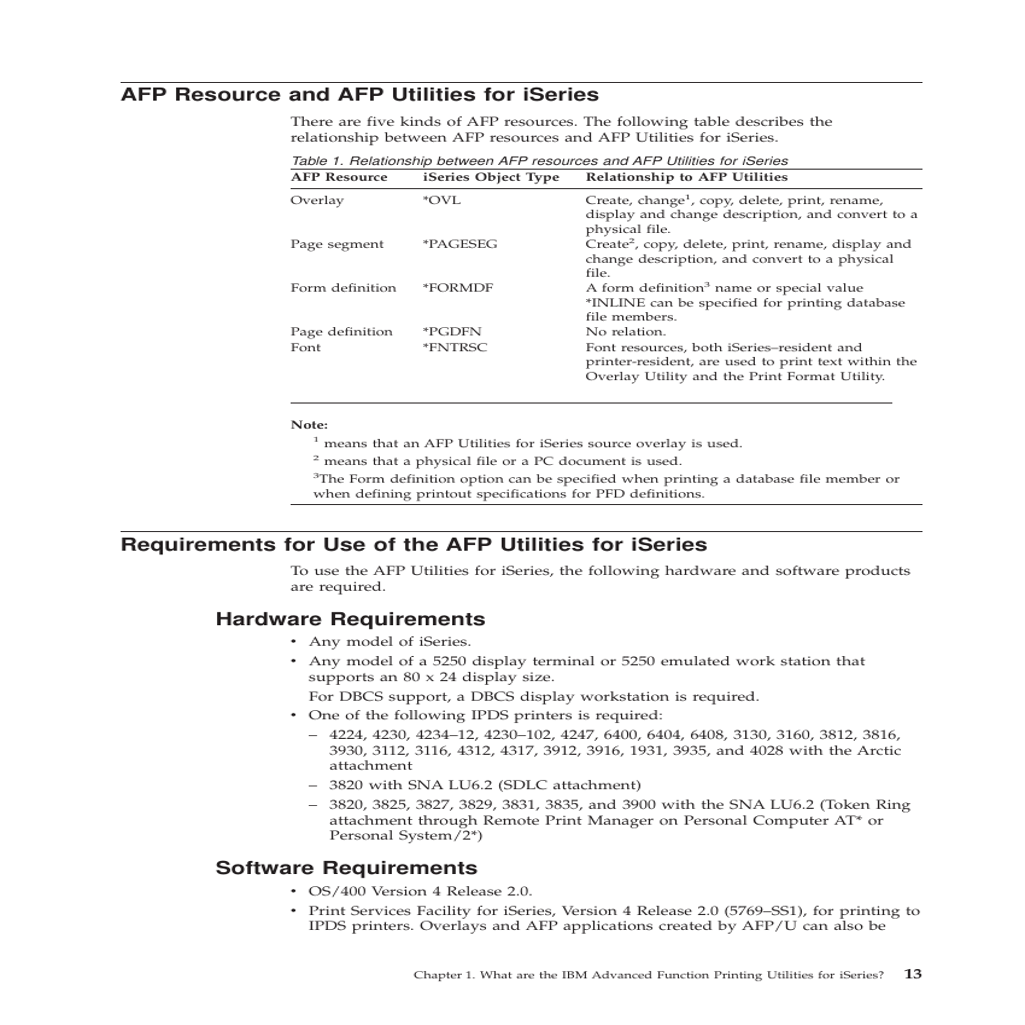 AFP Resource and AFP Utilities for iSeries
There are five kinds of AFP resources. The following table describes the
relationship between AFP resources and AFP Utilities for iSeries.
Table 1. Relationship between AFP resources and AFP Utilities for iSeries
AFP Resource iSeries Object Type Relationship to AFP Utilities
Overlay *OVL Create, change¹, copy, delete, print, rename,
display and change description, and convert to a
physical file.
Page segment *PAGESEG Create², copy, delete, print, rename, display and
change description, and convert to a physical
file.
Form definition *FORMDF A form definition³ name or special value
*INLINE can be specified for printing database
file members.
Page definition *PGDFN No relation.
Font *FNTRSC Font resources, both iSeries–resident and
printer-resident, are used to print text within the
Overlay Utility and the Print Format Utility.
Note:
¹ means that an AFP Utilities for iSeries source overlay is used.
² means that a physical file or a PC document is used.
³The Form definition option can be specified when printing a database file member or
when defining printout specifications for PFD definitions.
Requirements for Use of the AFP Utilities for iSeries
To use the AFP Utilities for iSeries, the following hardware and software products
are required.
Hardware Requirements
• Any model of iSeries.
• Any model of a 5250 display terminal or 5250 emulated work station that
supports an 80 x 24 display size.
For DBCS support, a DBCS display workstation is required.
• One of the following IPDS printers is required:
– 4224, 4230, 4234–12, 4230–102, 4247, 6400, 6404, 6408, 3130, 3160, 3812, 3816,
3930, 3112, 3116, 4312, 4317, 3912, 3916, 1931, 3935, and 4028 with the Arctic
attachment
– 3820 with SNA LU6.2 (SDLC attachment)
– 3820, 3825, 3827, 3829, 3831, 3835, and 3900 with the SNA LU6.2 (Token Ring
attachment through Remote Print Manager on Personal Computer AT* or
Personal System/2*)
Software Requirements
• OS/400 Version 4 Release 2.0.
• Print Services Facility for iSeries, Version 4 Release 2.0 (5769–SS1), for printing to
IPDS printers. Overlays and AFP applications created by AFP/U can also be
Chapter 1. What are the IBM Advanced Function Printing Utilities for iSeries? 13